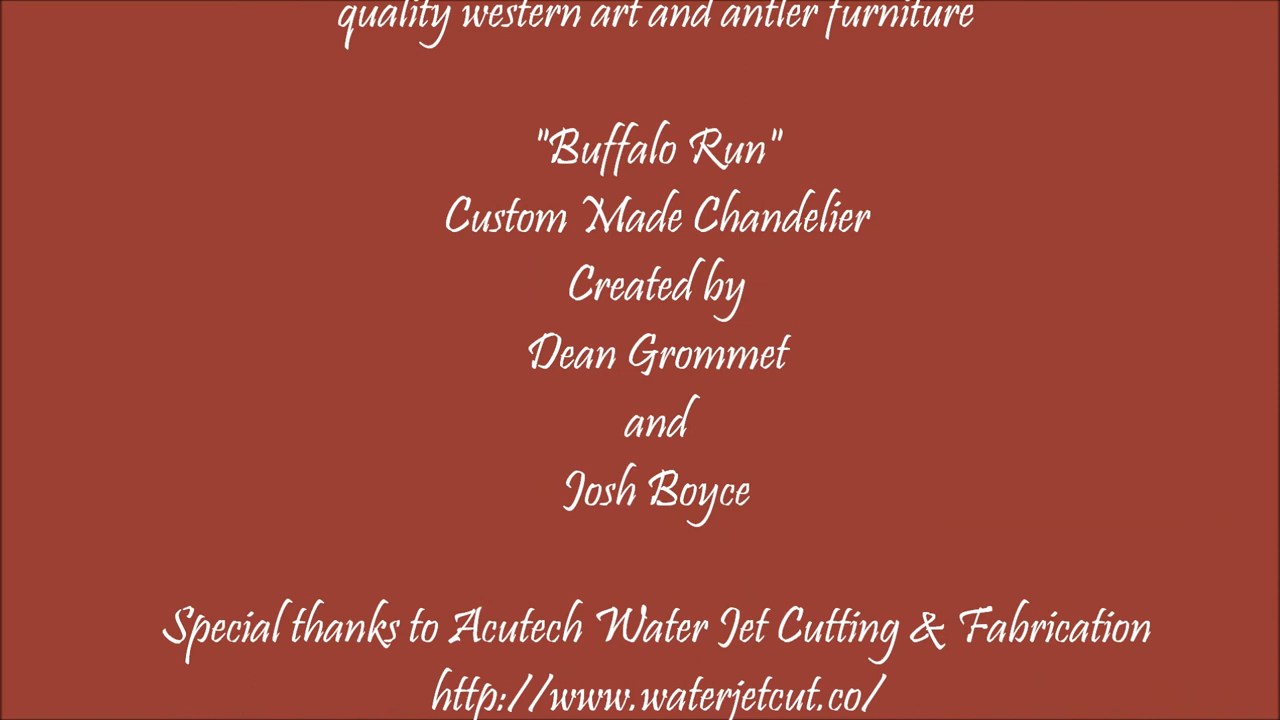 quality western art and antler furniture
"Buffalo Run"
Custom Made Chandelier
Created by
Dean Grommet
and
Josh Boyce
Special thanks to Acutech Water Jet Cutting & Fabrication
http://www.waterjetcut.co/